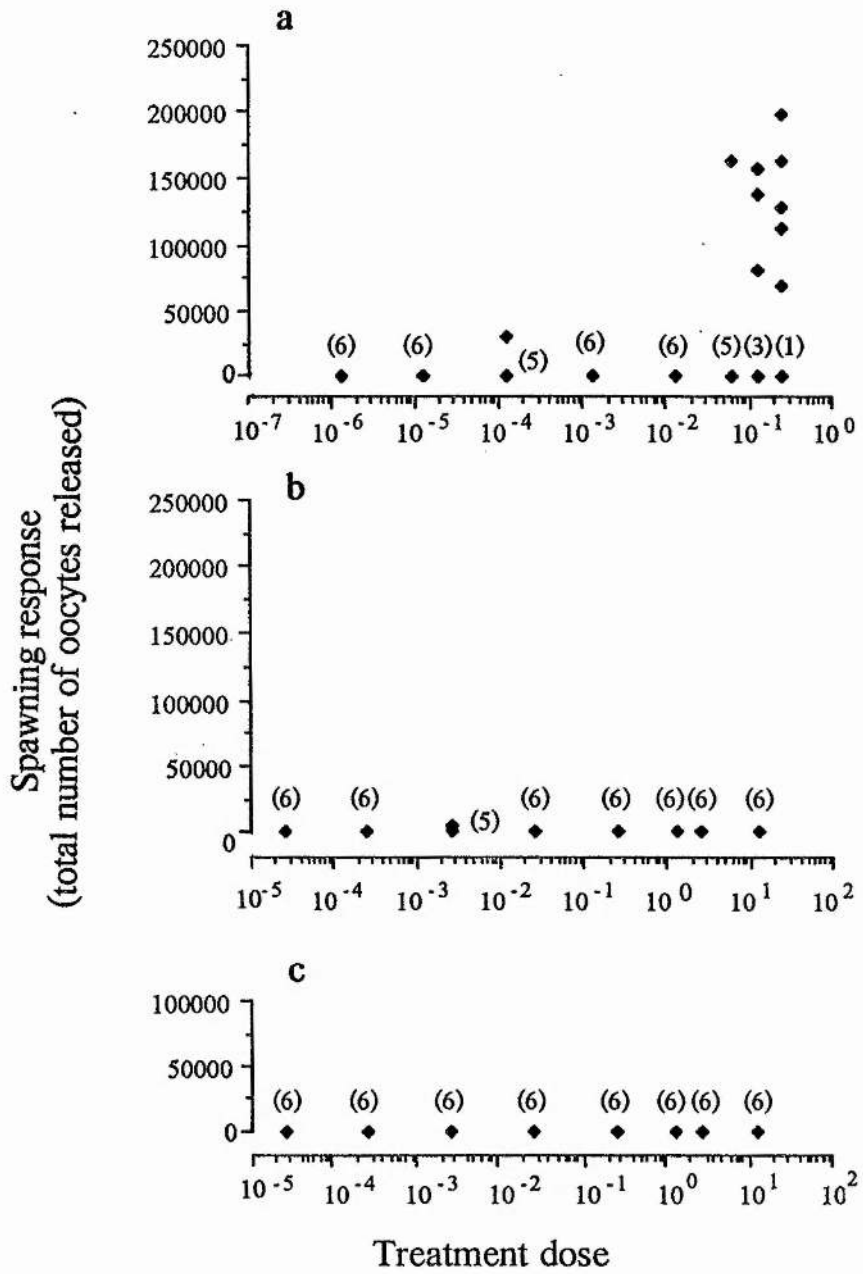 a
250000
200000
150000
100000
50000
0
(6) (6) (5) (6) (6) (5) (3) (1)
10⁻⁷ 10⁻⁶ 10⁻⁵ 10⁻⁴ 10⁻³ 10⁻² 10⁻¹ 10⁰
b
250000
200000
150000
100000
50000
0
(6) (6) (5) (6) (6) (6) (6) (6)
10⁻⁵ 10⁻⁴ 10⁻³ 10⁻² 10⁻¹ 10⁰ 10¹ 10²
c
100000
50000
0
(6) (6) (6) (6) (6) (6) (6) (6)
10⁻⁵ 10⁻⁴ 10⁻³ 10⁻² 10⁻¹ 10⁰ 10¹ 10²
Spawning response
(total number of oocytes released)
Treatment dose